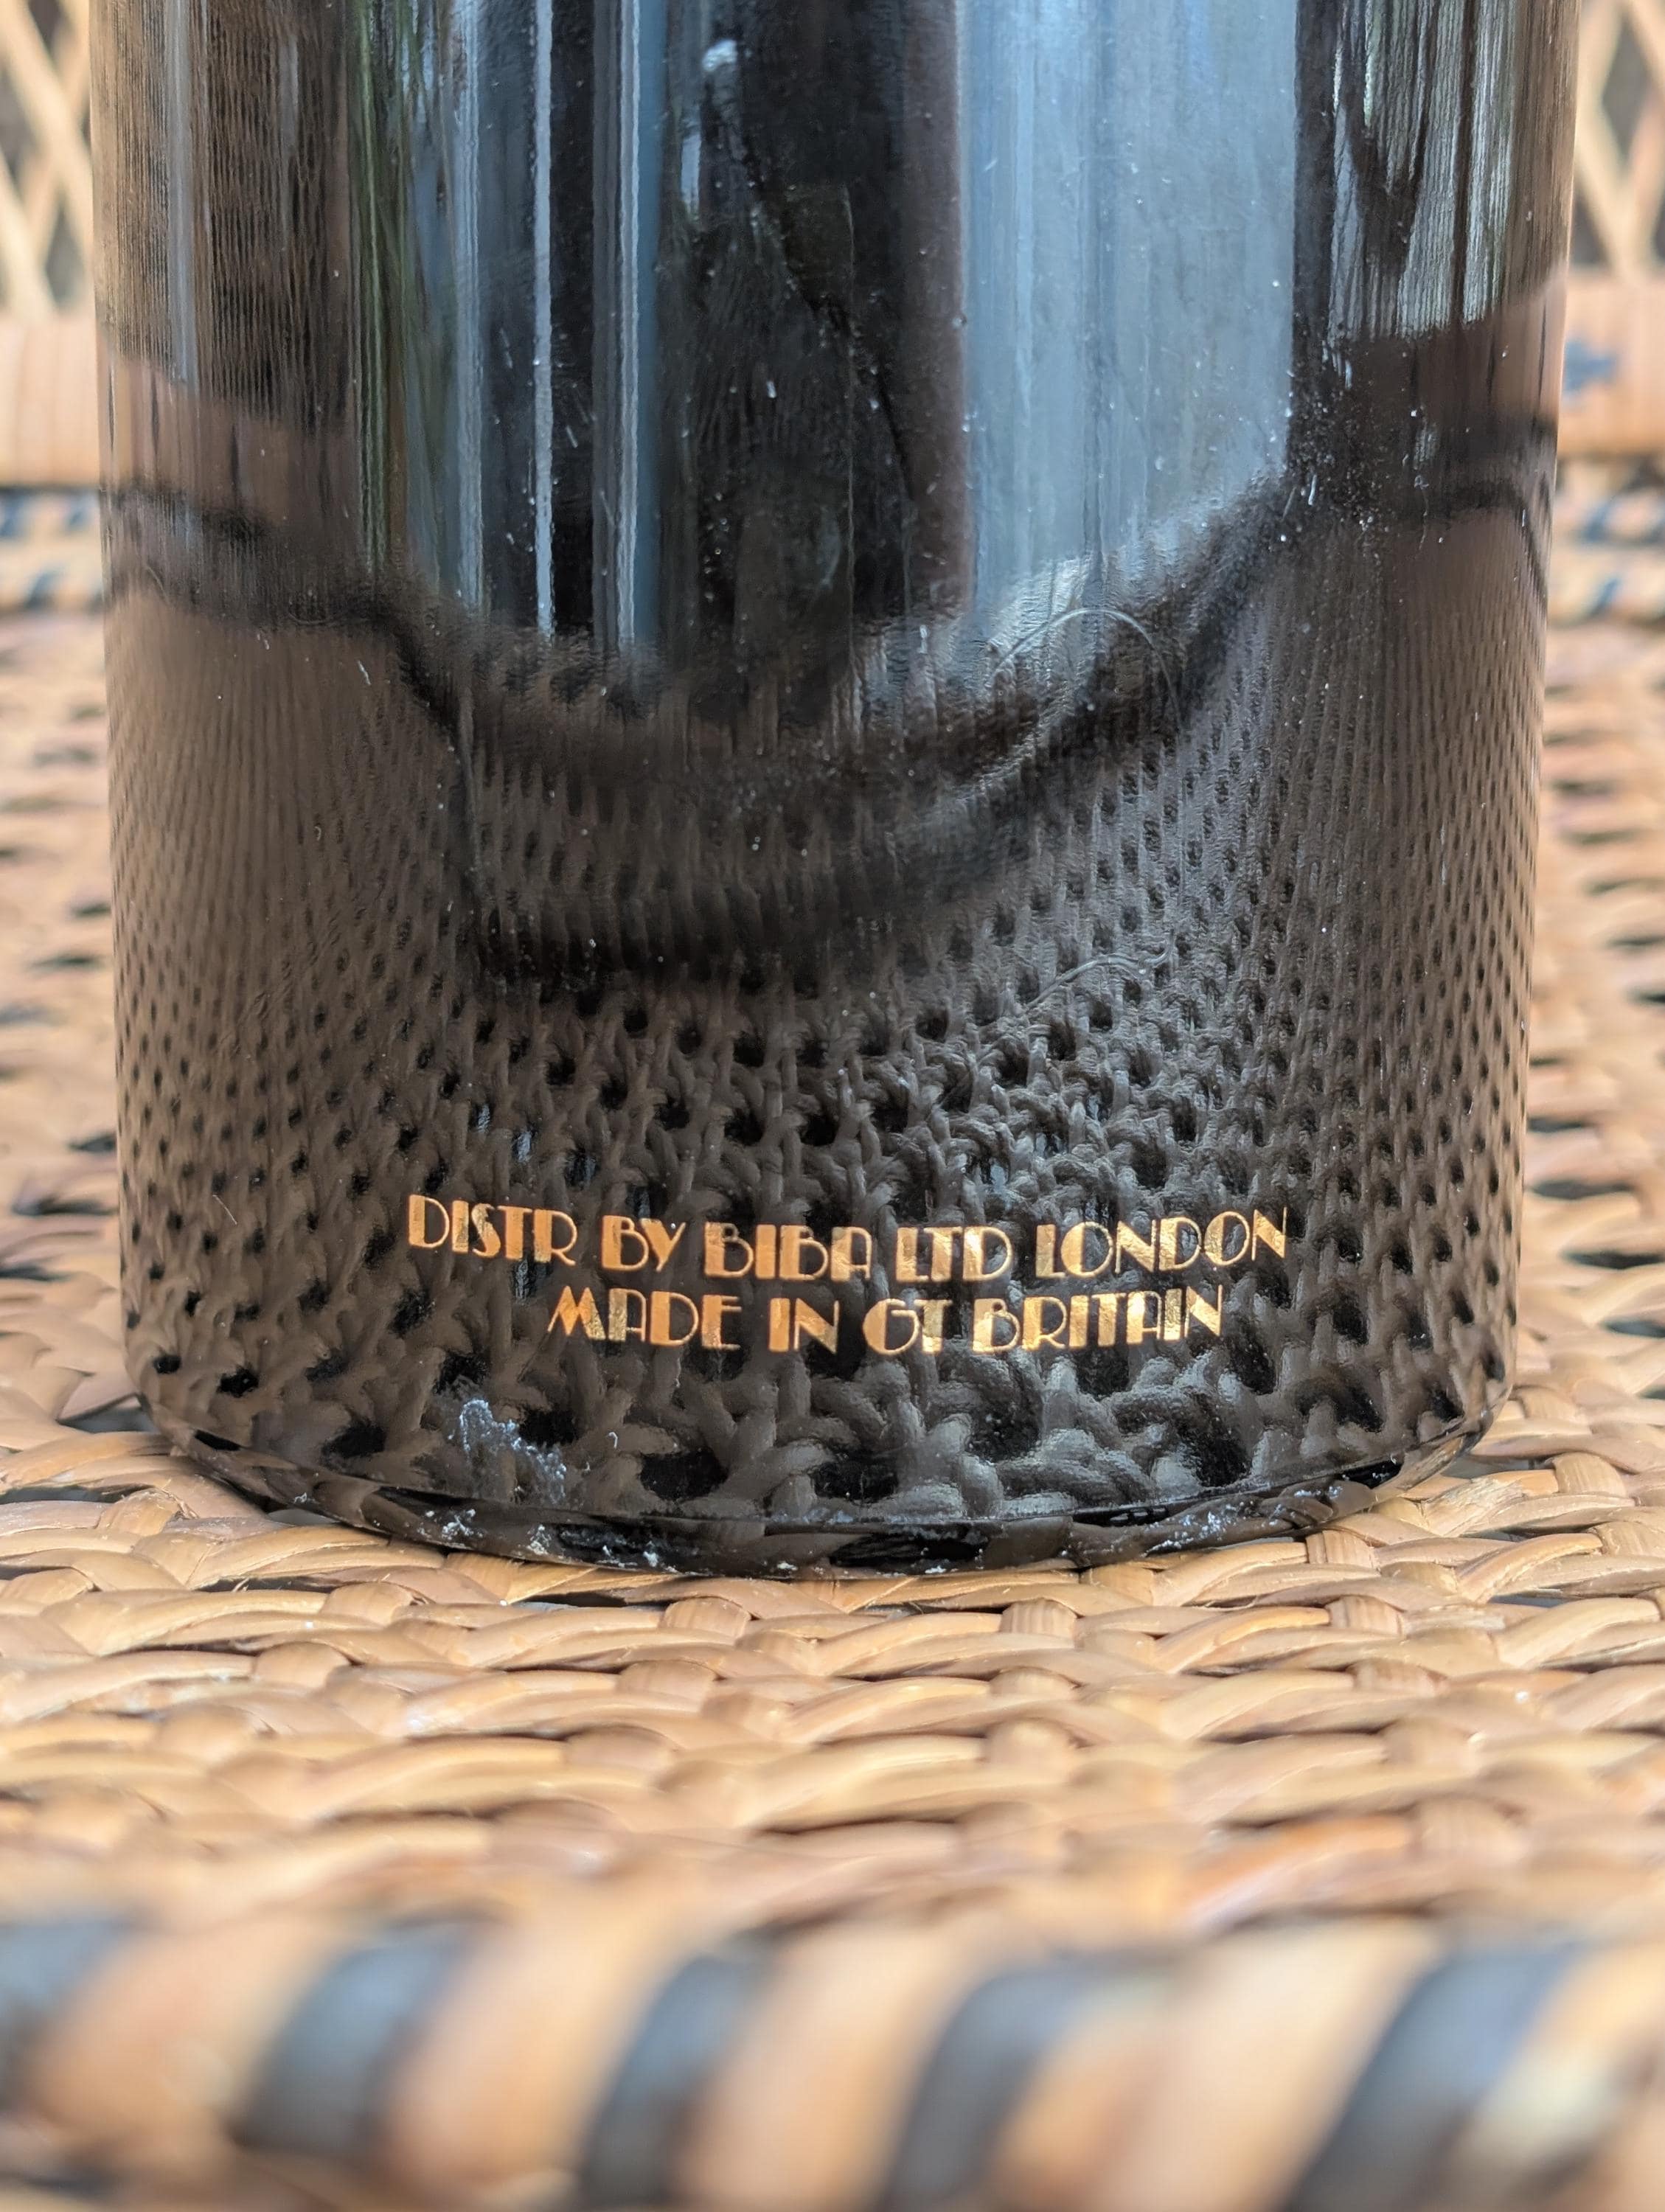 DISTR BY BIBA LTD LONDON
MADE IN GT BRITAIN